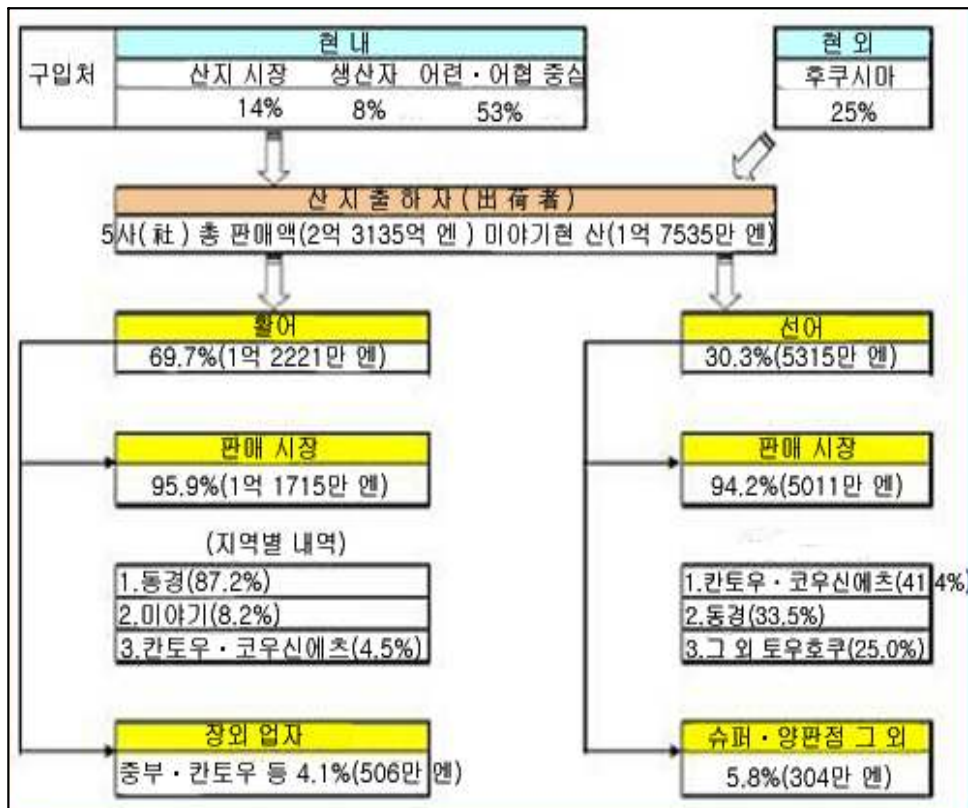 구입처
현 내
산지 시장 생산자 어련・어협 중심
14% 8% 53%
현 외
후쿠시마
25%
산 지 출 하 자 ( 出 荷 者 )
5사( 社 ) 총 판매액(2억 3135억 엔 ) 미야기현 산(1억 7535만 엔)
활어
69.7%(1억 2221만 엔)
선어
30.3%(5315만 엔)
판매 시장
95.9%(1억 1715만 엔)
판매 시장
94.2%(5011만 엔)
(지역별 내역)
1.동경(87.2%)
2.미야기(8.2%)
3.칸토우・코우신에츠(4.5%)
1.칸토우・코우신에츠(41.4%)
2.동경(33.5%)
3.그 외 토우호쿠(25.0%)
장외 업자
중부・칸토우 등 4.1%(506만 엔)
슈퍼・양판점 그 외
5.8%(304만 엔)